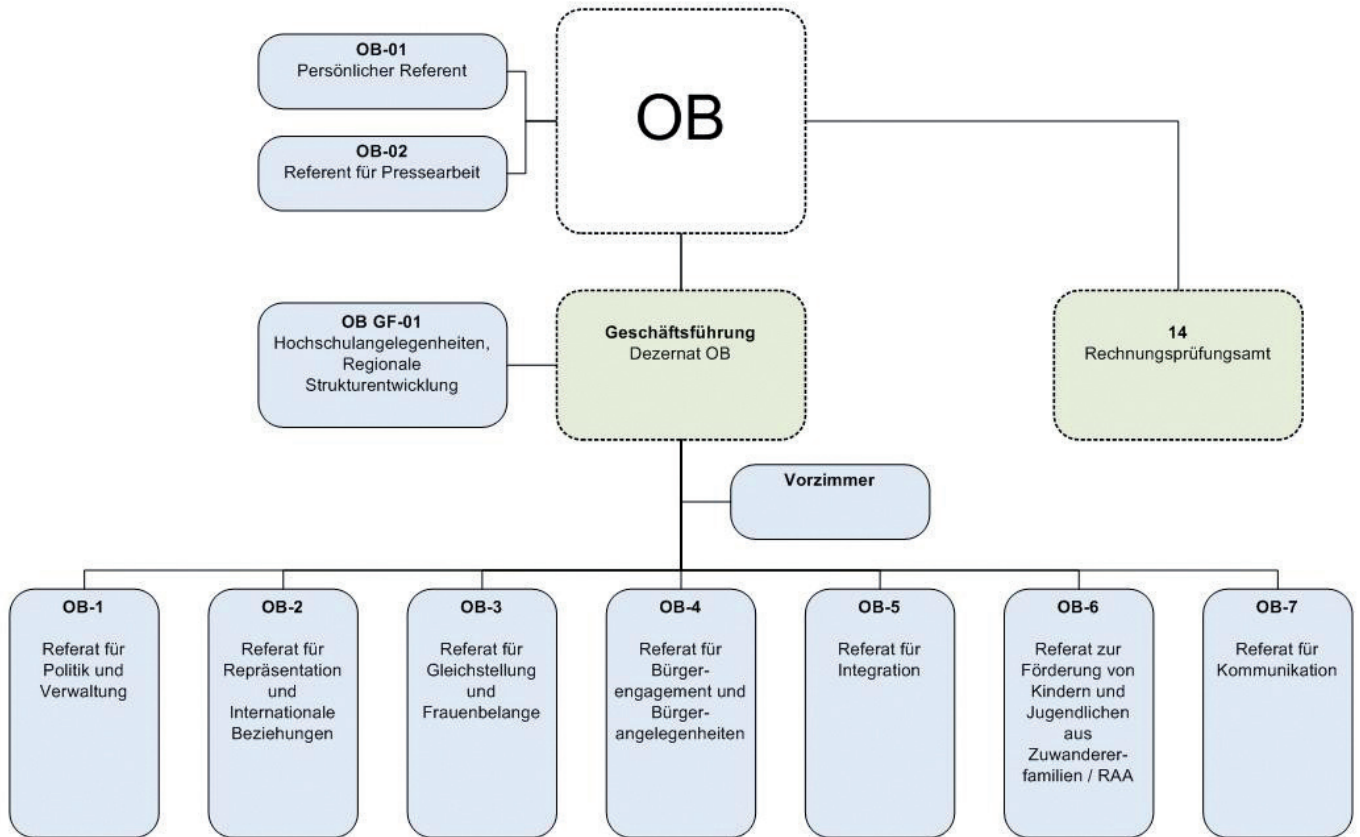 OB-01
Persönlicher Referent
OB
OB-02
Referent für Pressearbeit
OB GF-01
Hochschulangelegenheiten,
Regionale
Strukturentwicklung
Geschäftsführung
Dezernat OB
14
Rechnungsprüfungsamt
Vorzimmer
OB-1
Referat für
Politik und
Verwaltung
OB-2
Referat für
Repräsentation
und
Internationale
Beziehungen
OB-3
Referat für
Gleichstellung
und
Frauenbelange
OB-4
Referat für
Bürger-
engagement und
Bürger-
angelegenheiten
OB-5
Referat für
Integration
OB-6
Referat zur
Förderung von
Kindern und
Jugendlichen
aus
Zuwanderer-
familien / RAA
OB-7
Referat für
Kommunikation